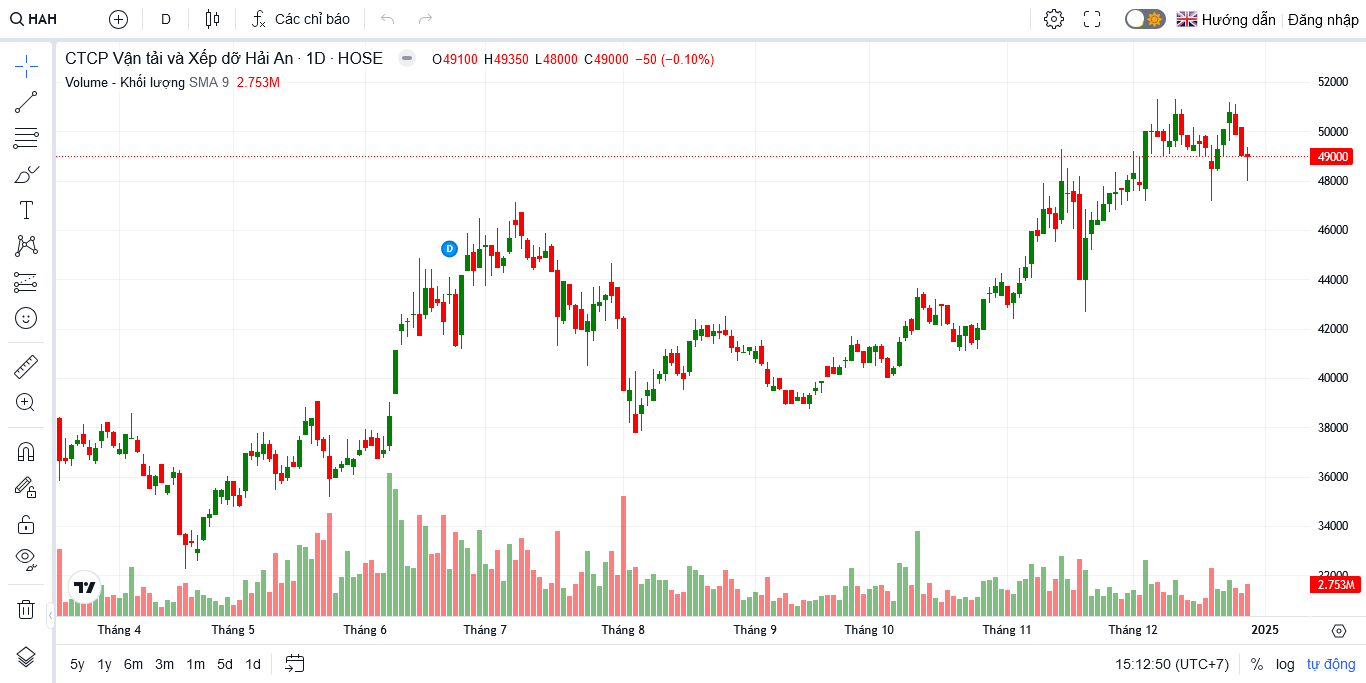 HAH D Các chỉ báo Hướng dẫn Đăng nhập
CTCP Vận tải và Xếp dỡ Hải An · 1D · HOSE O49100 H49350 L48000 C49000 −50 (−0.10%)
Volume - Khối lượng SMA 9 2.753M
52000
50000
49000
48000
46000
D
44000
42000
40000
38000
36000
34000
32000
2.753M
Tháng 4 Tháng 5 Tháng 6 Tháng 7 Tháng 8 Tháng 9 Tháng 10 Tháng 11 Tháng 12 2025
5y 1y 6m 3m 1m 5d 1d 15:12:50 (UTC+7) % log tự động